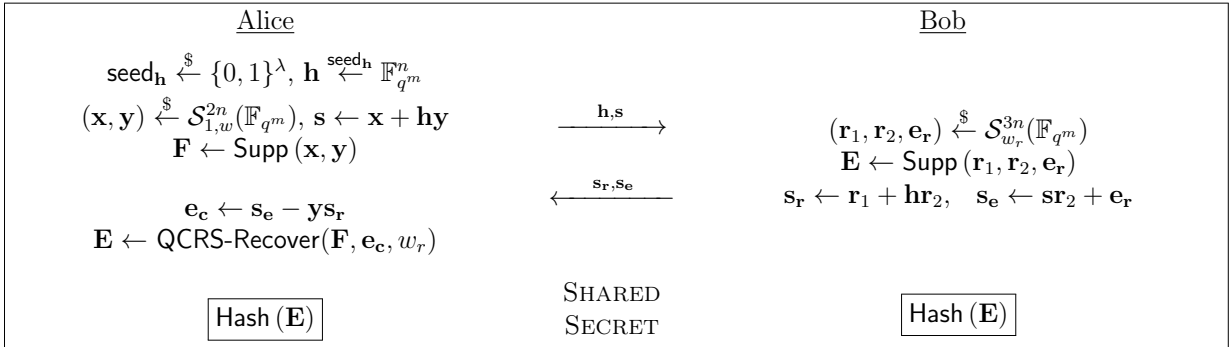 Alice
Bob
seed_h ←^$ {0, 1}^λ, h ←^{seed_h} 𝔽_{q^m}^n
(x, y) ←^$ 𝒮_{1,w}^{2n}(𝔽_{q^m}), s ← x + hy
h,s
(r_1, r_2, e_r) ←^$ 𝒮_{w_r}^{3n}(𝔽_{q^m})
F ← Supp (x, y)
E ← Supp (r_1, r_2, e_r)
s_r,s_e
s_r ← r_1 + hr_2, s_e ← sr_2 + e_r
e_c ← s_e − ys_r
E ← QCRS-Recover(F, e_c, w_r)
SHARED
SECRET
Hash (E)
Hash (E)